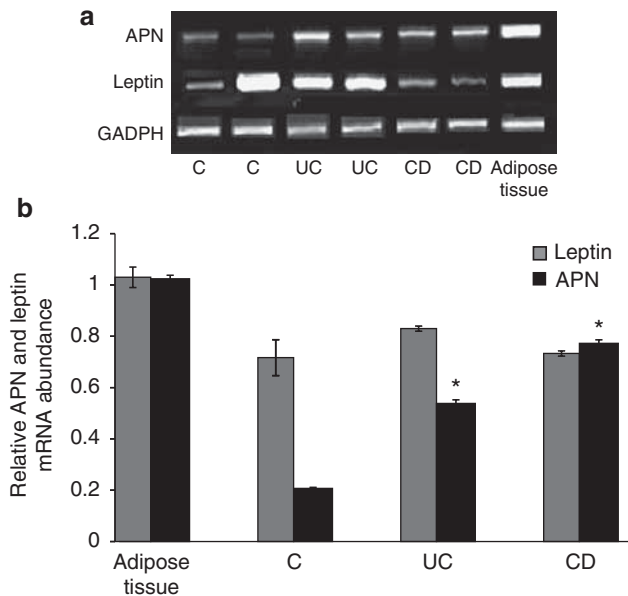 a
APN
Leptin
GADPH
C C UC UC CD CD Adipose
tissue
b
Relative APN and leptin
mRNA abundance
1.2
1
0.8
0.6
0.4
0.2
0
Leptin
APN
*
*
Adipose
tissue
C
UC
CD